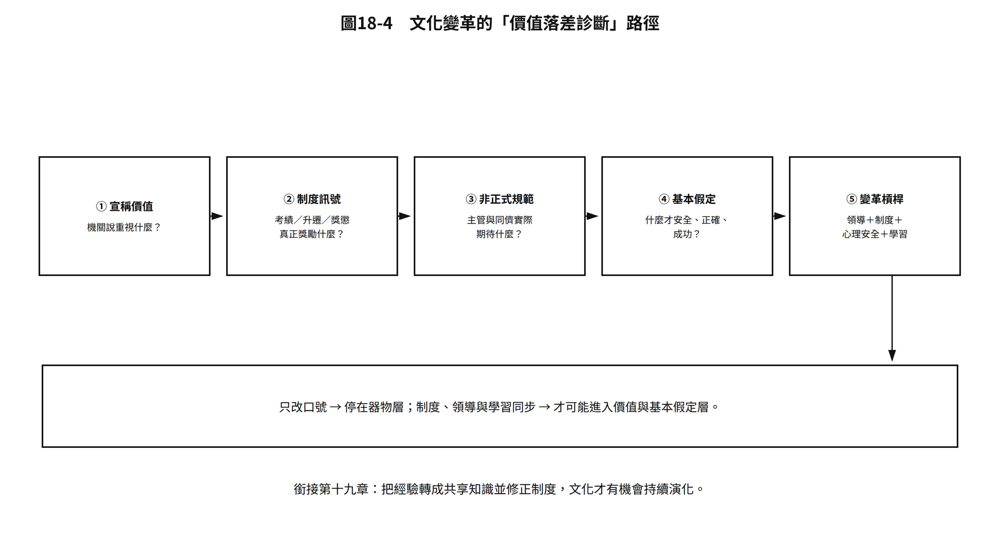 圖18-4　文化變革的「價值落差診斷」路徑
① 宣稱價值
機關說重視什麼？
② 制度訊號
考績／升遷／獎懲
真正獎勵什麼？
③ 非正式規範
主管與同儕實際
期待什麼？
④ 基本假定
什麼才安全、正確、
成功？
⑤ 變革槓桿
領導＋制度＋
心理安全＋學習
只改口號 → 停在器物層；制度、領導與學習同步 → 才可能進入價值與基本假定層。
銜接第十九章：把經驗轉成共享知識並修正制度，文化才有機會持續演化。